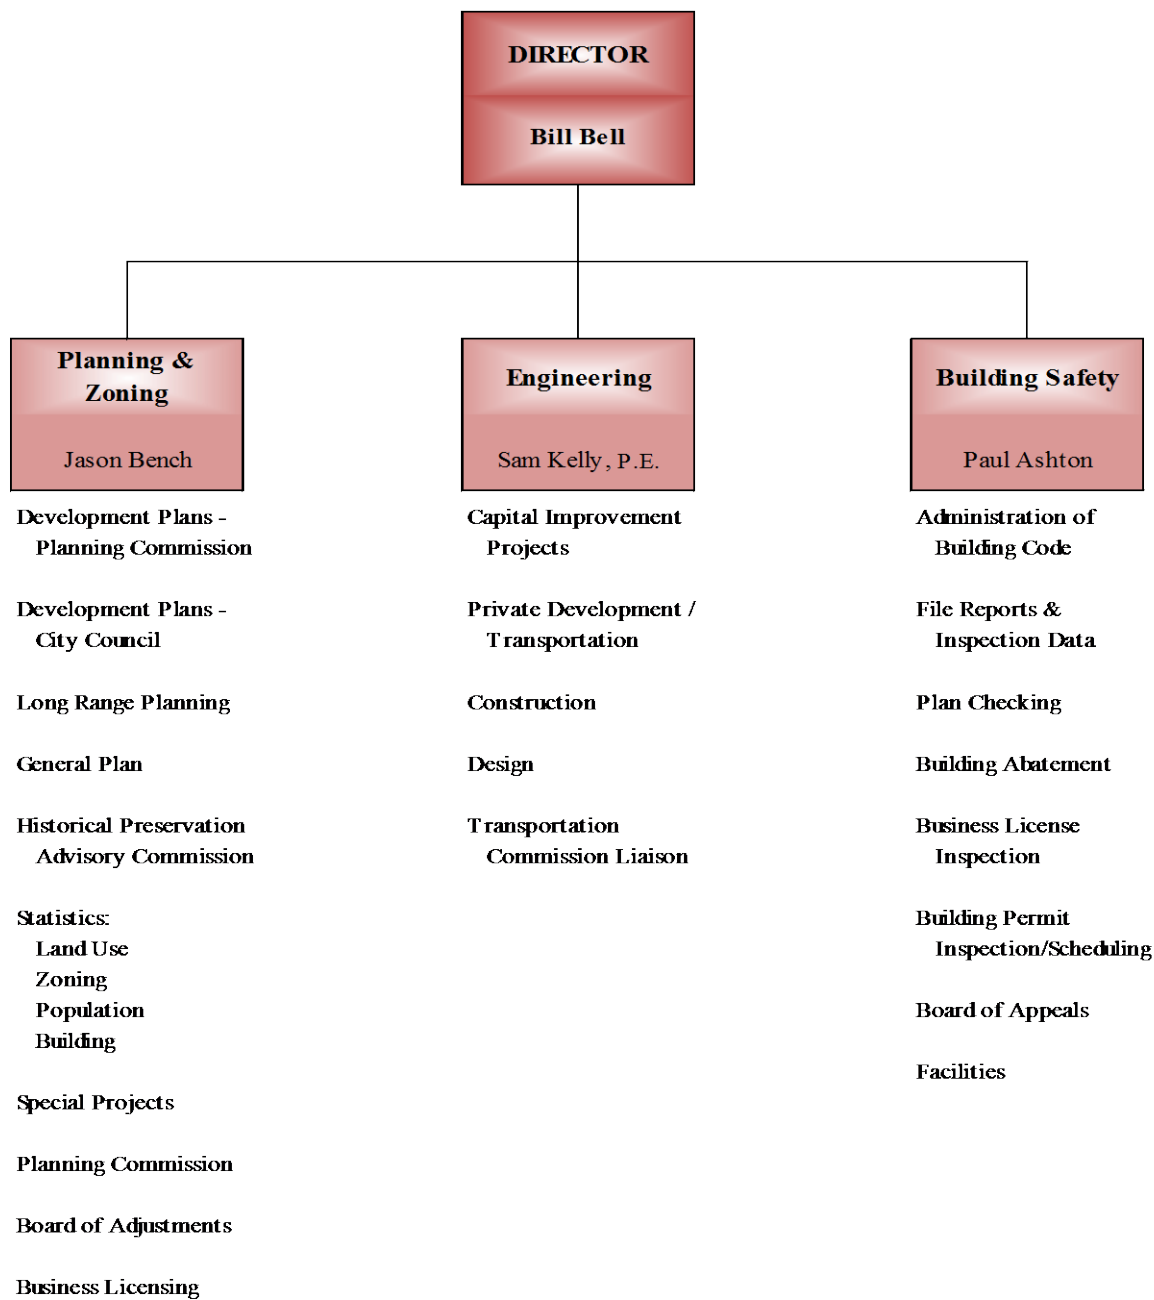 DIRECTOR
Bill Bell
Planning &
Zoning
Jason Bench
Development Plans -
Planning Commission
Development Plans -
City Council
Long Range Planning
General Plan
Historical Preservation
Advisory Commission
Statistics:
Land Use
Zoning
Population
Building
Special Projects
Planning Commission
Board of Adjustments
Business Licensing
Engineering
Sam Kelly, P.E.
Capital Improvement
Projects
Private Development /
Transportation
Construction
Design
Transportation
Commission Liaison
Building Safety
Paul Ashton
Administration of
Building Code
File Reports &
Inspection Data
Plan Checking
Building Abatement
Business License
Inspection
Building Permit
Inspection/Scheduling
Board of Appeals
Facilities